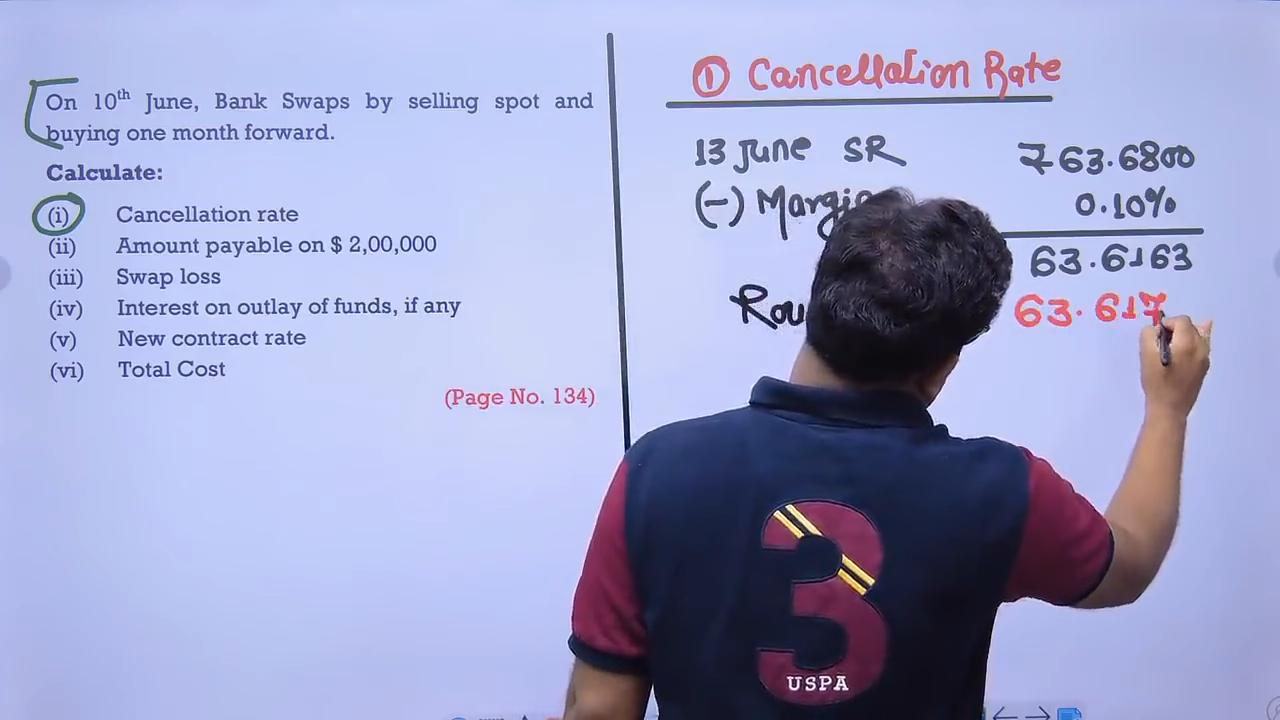 On 10th June, Bank Swaps by selling spot and
buying one month forward.
Calculate:
(i) Cancellation rate
(ii) Amount payable on $ 2,00,000
(iii) Swap loss
(iv) Interest on outlay of funds, if any
(v) New contract rate
(vi) Total Cost
(Page No. 134)
① Cancellation Rate
13 June SR ₹63.6800
(-) 0.10%
63.6163
63.617
3
USPA